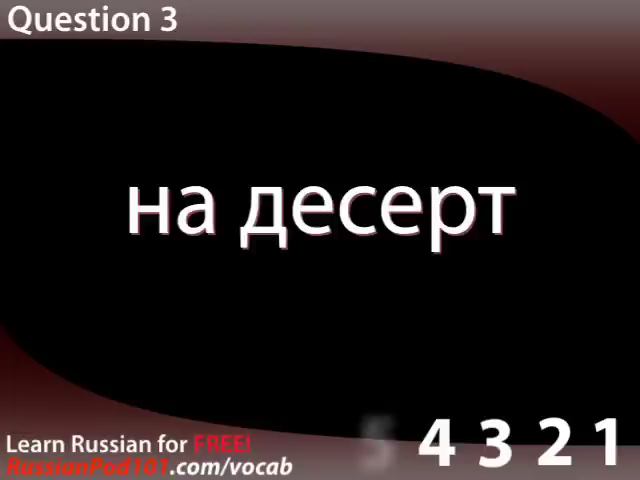 Question 3
на десерт
5 4 3 2 1
Learn Russian for FREE!
RussianPod101.com/vocab